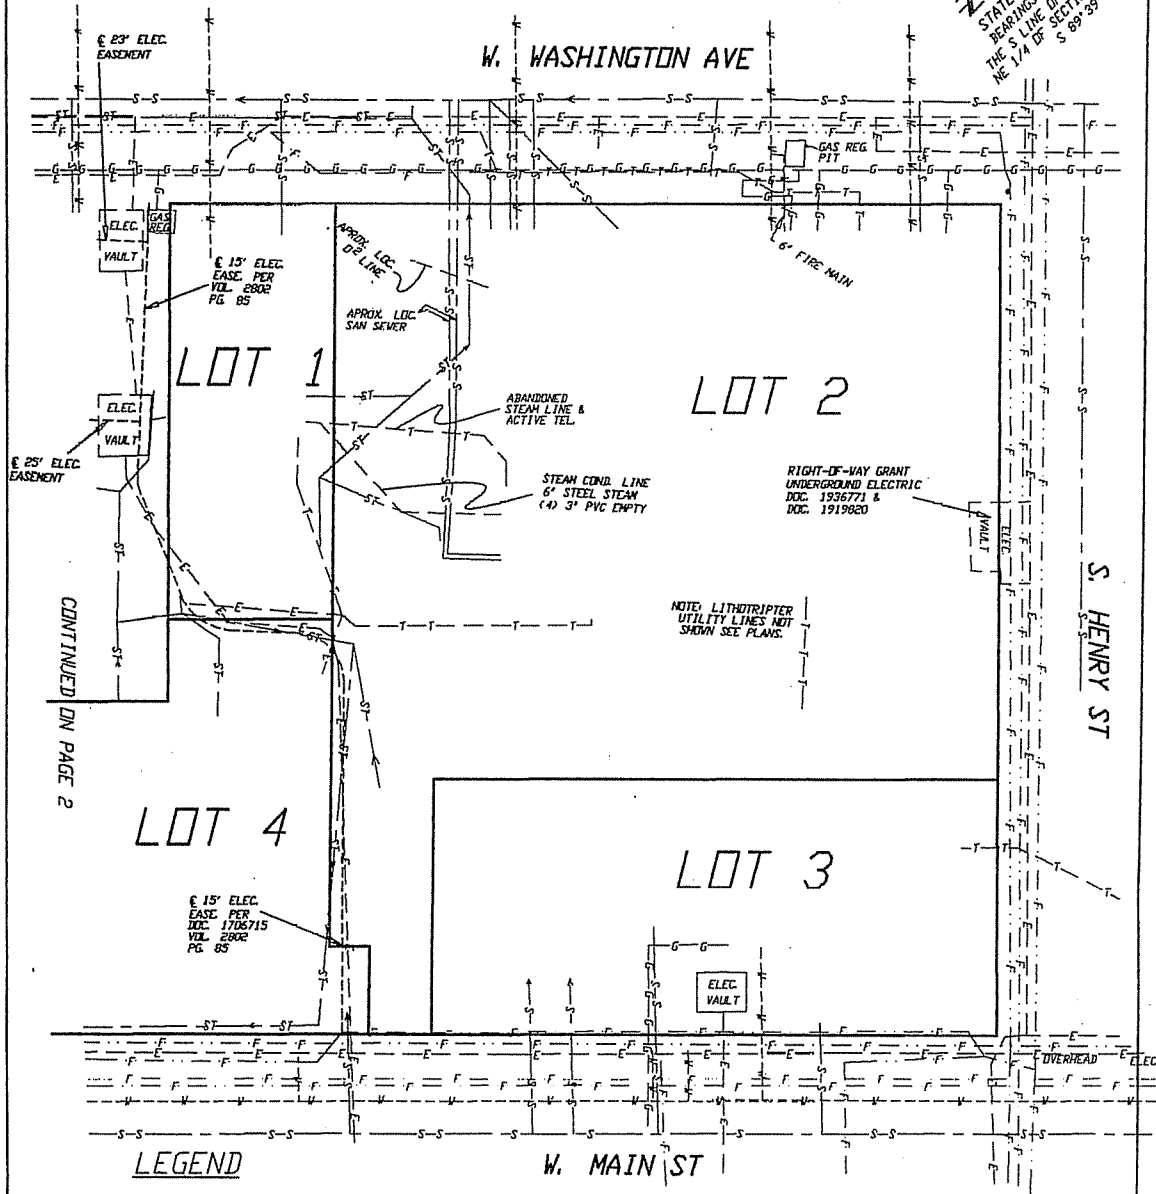 STATE
BEARINGS
THE S LINE OF
NE 1/4 OF SECTI
S 89°39
℄ 23' ELEC.
EASEMENT
W. WASHINGTON AVE
GAS REG.
PIT
ELEC.
VAULT
GAS
REG.
℄ 15' ELEC.
EASE. PER
VOL. 2802
PG. 85
APROX. LOC.
O² LINE
6" FIRE MAIN
APROX. LOC.
SAN SEWER
LOT 1
LOT 2
ABANDONED
STEAM LINE &
ACTIVE TEL.
ELEC.
VAULT
℄ 25' ELEC.
EASEMENT
STEAM COND. LINE
6" STEEL STEAM
(4) 3" PVC EMPTY
RIGHT-OF-WAY GRANT
UNDERGROUND ELECTRIC
DOC. 1936771 &
DOC. 1919820
ELEC.
VAULT
S. HENRY ST
NOTE: LITHOTRIPTER
UTILITY LINES NOT
SHOWN SEE PLANS.
CONTINUED ON PAGE 2
LOT 4
LOT 3
℄ 15' ELEC.
EASE. PER
DOC. 1706715
VOL. 2802
PG. 85
ELEC.
VAULT
OVERHEAD ELEC
LEGEND
W. MAIN ST